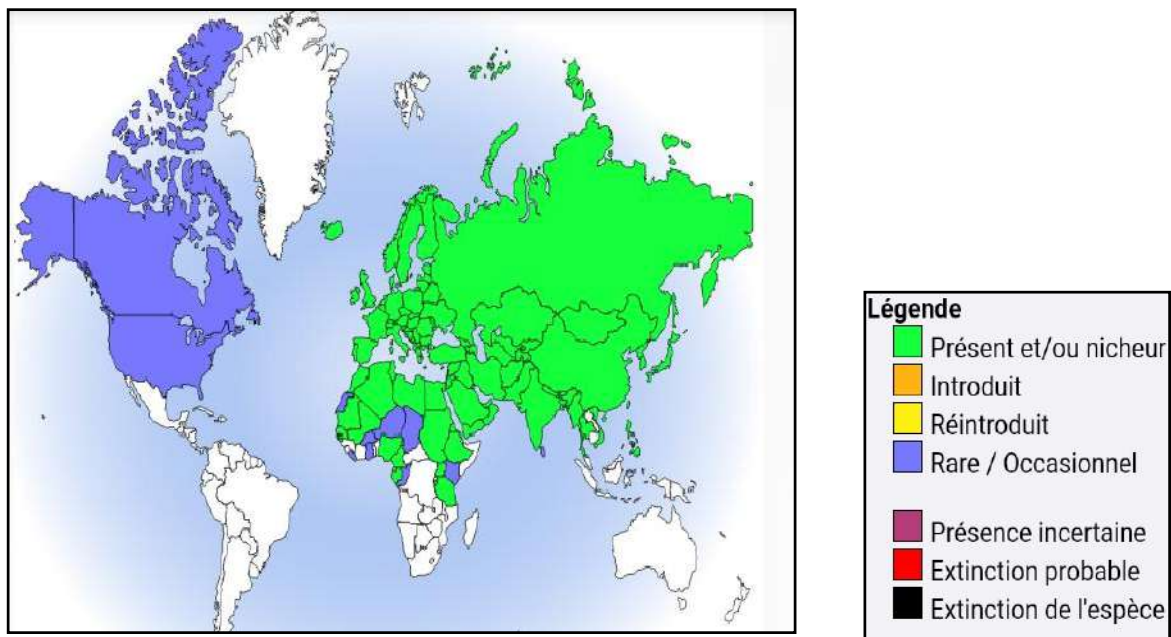 Légende
Présent et/ou nicheur
Introduit
Réintroduit
Rare / Occasionnel
Présence incertaine
Extinction probable
Extinction de l'espèce